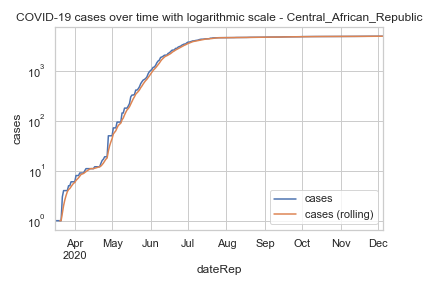 COVID-19 cases over time with logarithmic scale - Central_African_Republic
cases
10³
10²
10¹
10⁰
cases
cases (rolling)
Apr May Jun Jul Aug Sep Oct Nov Dec
2020
dateRep